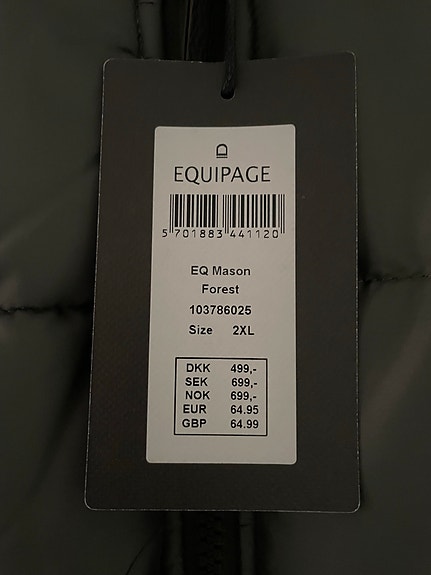 EQUIPAGE
5 701883 441120
EQ Mason
Forest
103786025
Size 2XL
DKK 499,-
SEK 699,-
NOK 699,-
EUR 64.95
GBP 64.99